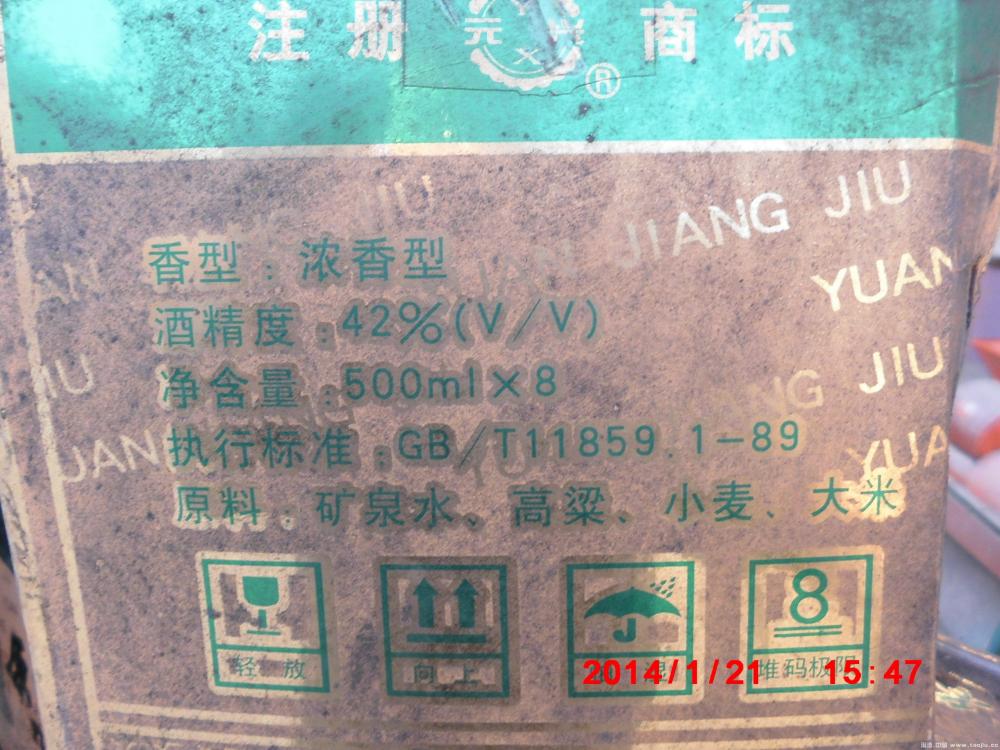 注册 元 商标
®
JIANG JIU
YUAN
香型：浓香型
酒精度：42%(V/V)
JIU
净含量：500ml×8
执行标准：GB/T11859.1-89
原料：矿泉水、高粱、小麦、大米
8
轻放 向上 堆码极限
2014/1/21 15:47